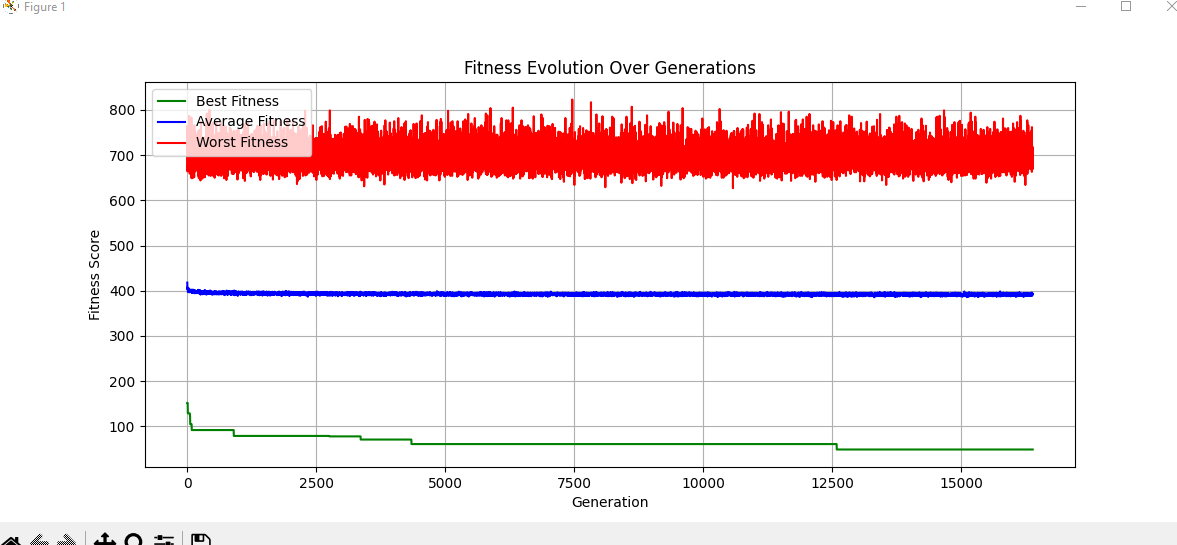 Figure 1
Fitness Evolution Over Generations
Best Fitness
Average Fitness
Worst Fitness
800
700
600
500
400
300
200
100
Fitness Score
0 2500 5000 7500 10000 12500 15000
Generation